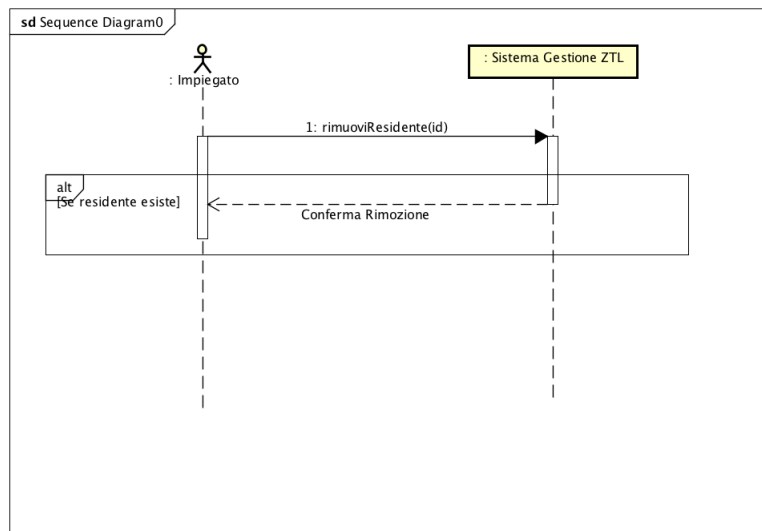 sd Sequence Diagram0
: Impiegato
: Sistema Gestione ZTL
1: rimuoviResidente(id)
alt
[Se residente esiste]
Conferma Rimozione